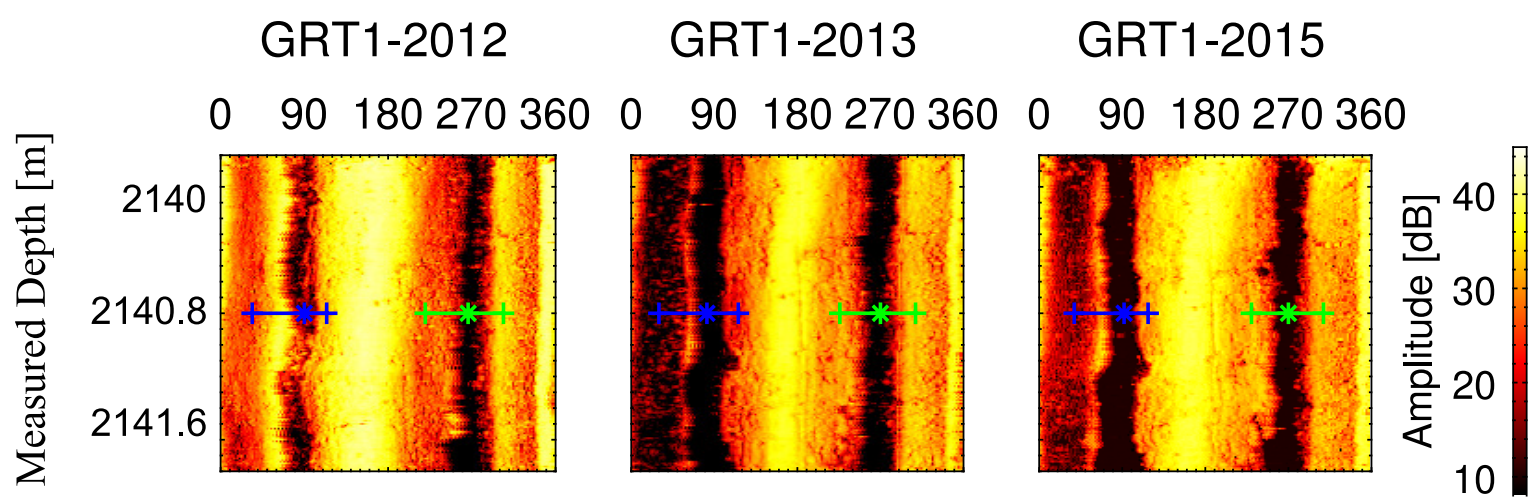 GRT1-2012 GRT1-2013 GRT1-2015
0 90 180 270 360 0 90 180 270 360 0 90 180 270 360
Measured Depth [m]
2140
2140.8
2141.6
Amplitude [dB]
40
30
20
10